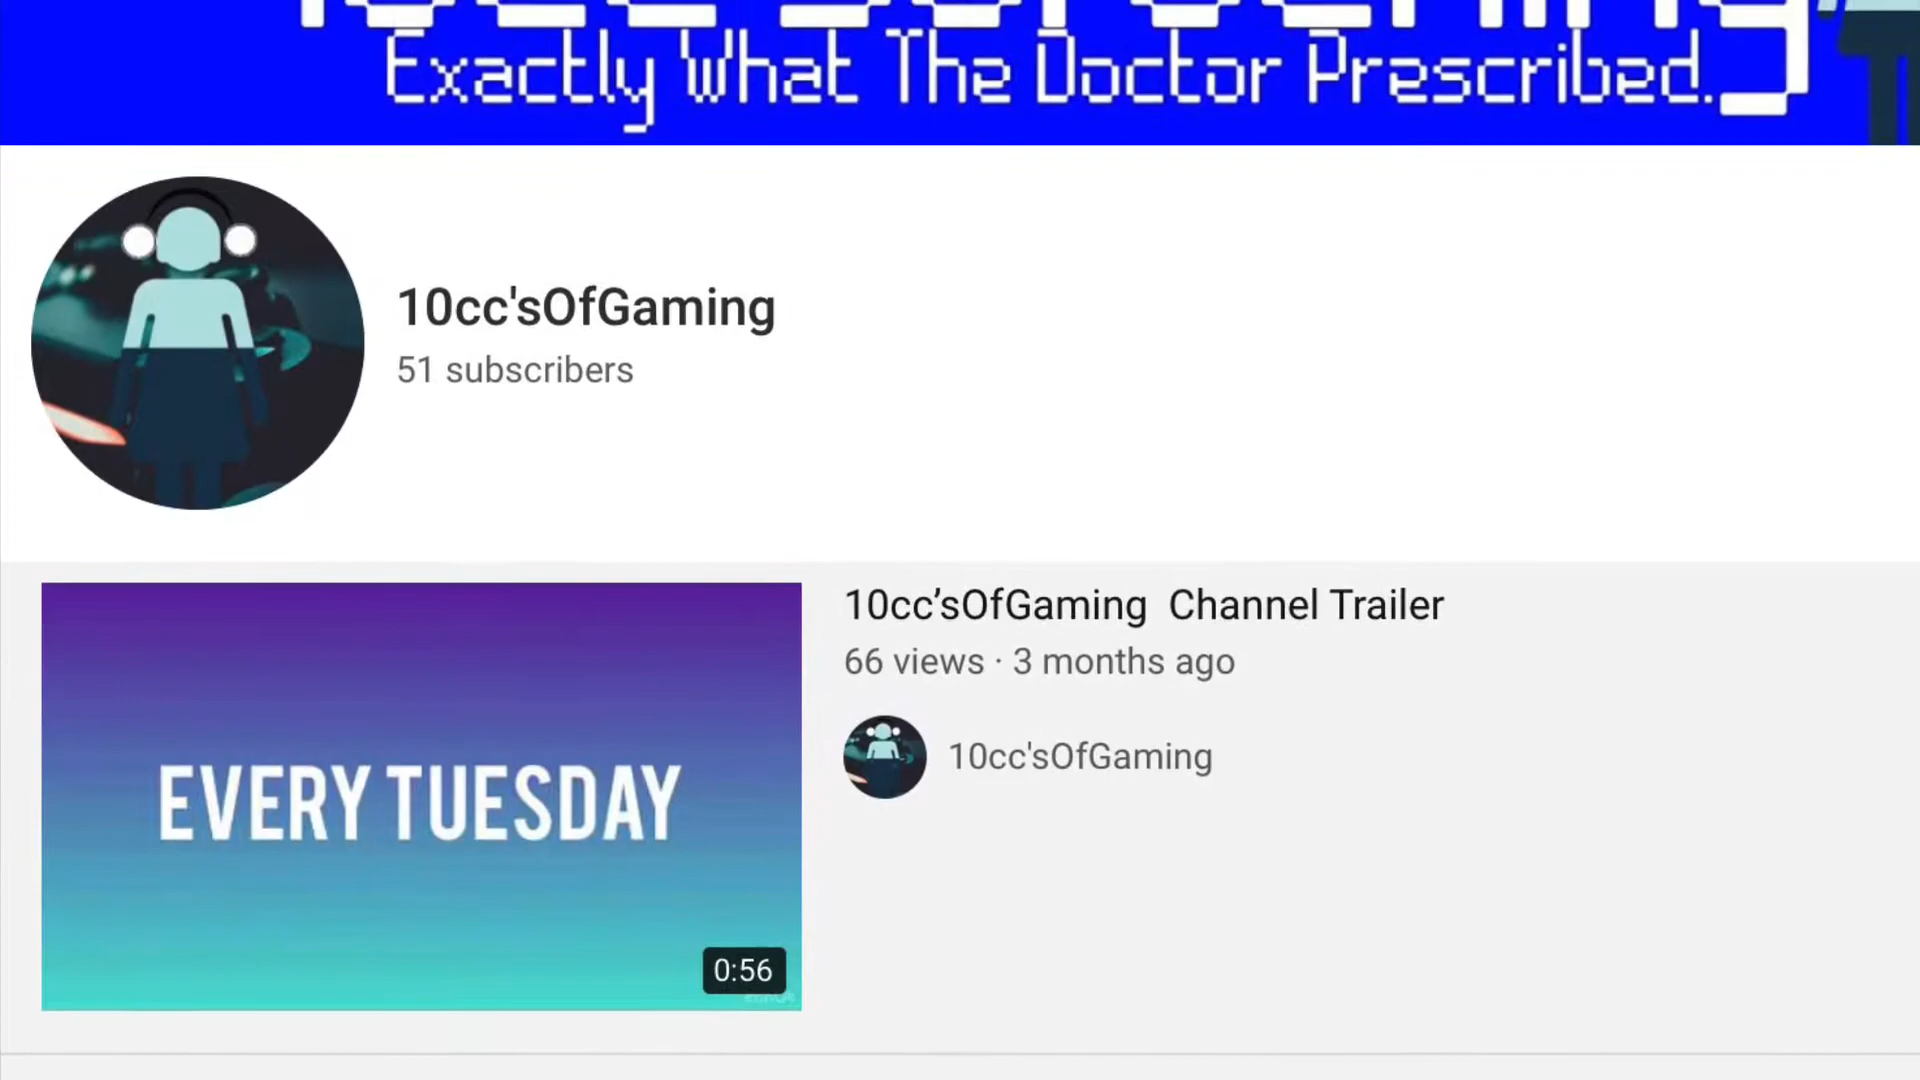 Exactly What The Doctor Prescribed.
10cc'sOfGaming
51 subscribers
10cc’sOfGaming  Channel Trailer
66 views · 3 months ago
10cc'sOfGaming
EVERY TUESDAY
0:56